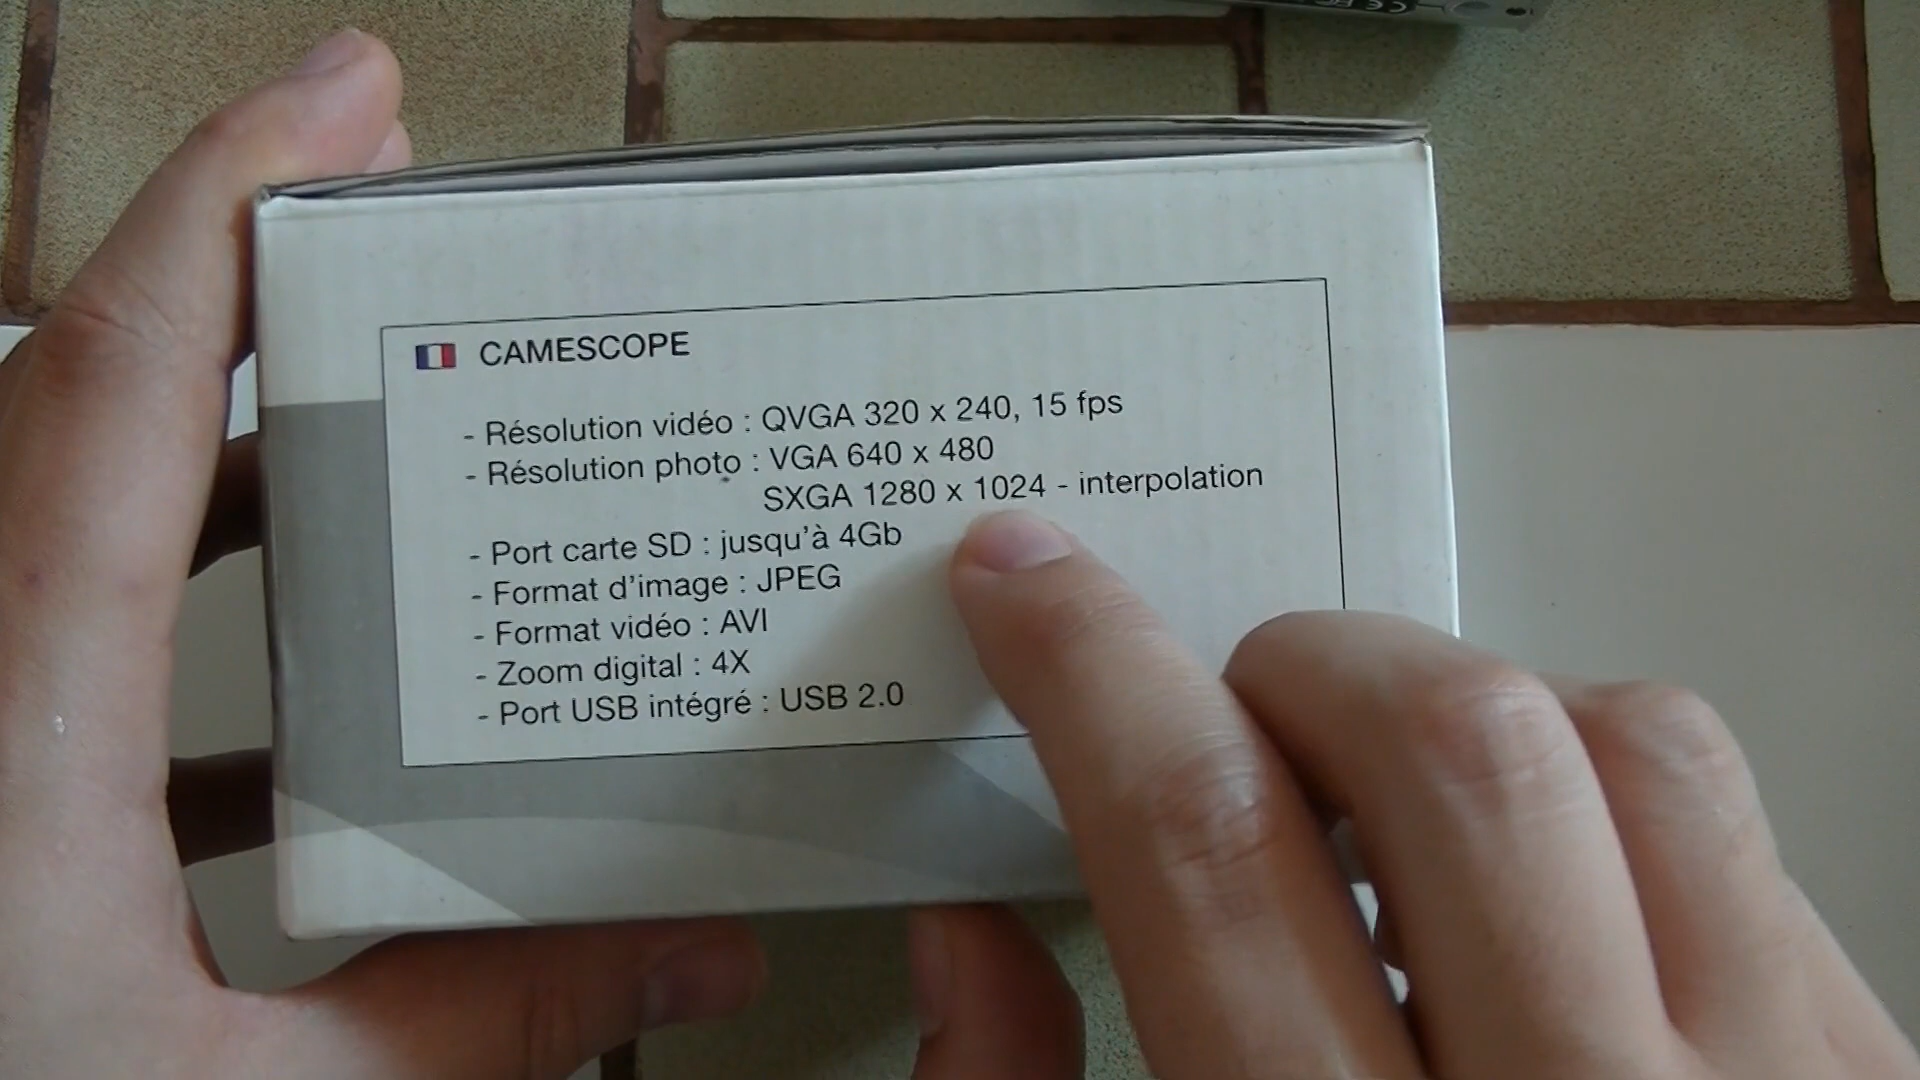 CAMESCOPE
- Résolution vidéo : QVGA 320 x 240, 15 fps
- Résolution photo : VGA 640 x 480
SXGA 1280 x 1024 - interpolation
- Port carte SD : jusqu'à 4Gb
- Format d'image : JPEG
- Format vidéo : AVI
- Zoom digital : 4X
- Port USB intégré : USB 2.0